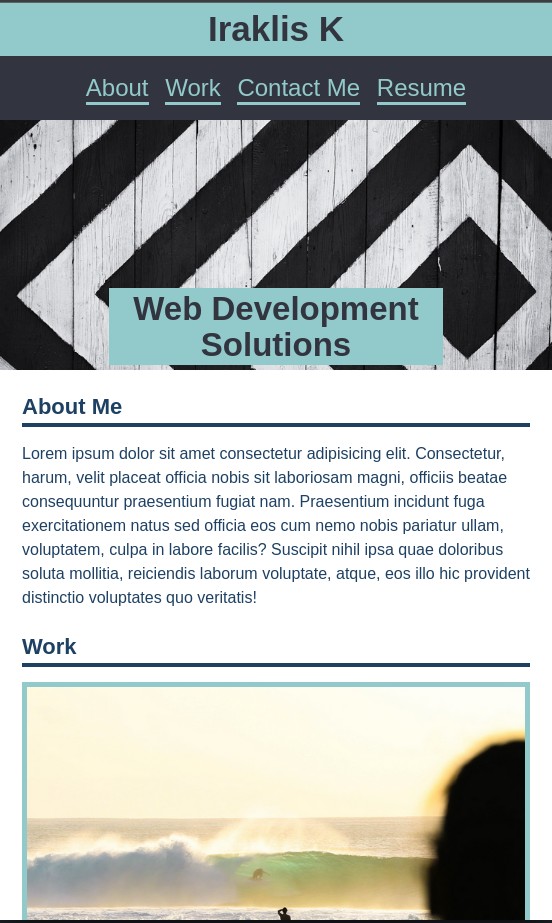 Iraklis K
About Work Contact Me Resume
Web Development
Solutions
About Me
Lorem ipsum dolor sit amet consectetur adipisicing elit. Consectetur,
harum, velit placeat officia nobis sit laboriosam magni, officiis beatae
consequuntur praesentium fugiat nam. Praesentium incidunt fuga
exercitationem natus sed officia eos cum nemo nobis pariatur ullam,
voluptatem, culpa in labore facilis? Suscipit nihil ipsa quae doloribus
soluta mollitia, reiciendis laborum voluptate, atque, eos illo hic provident
distinctio voluptates quo veritatis!
Work